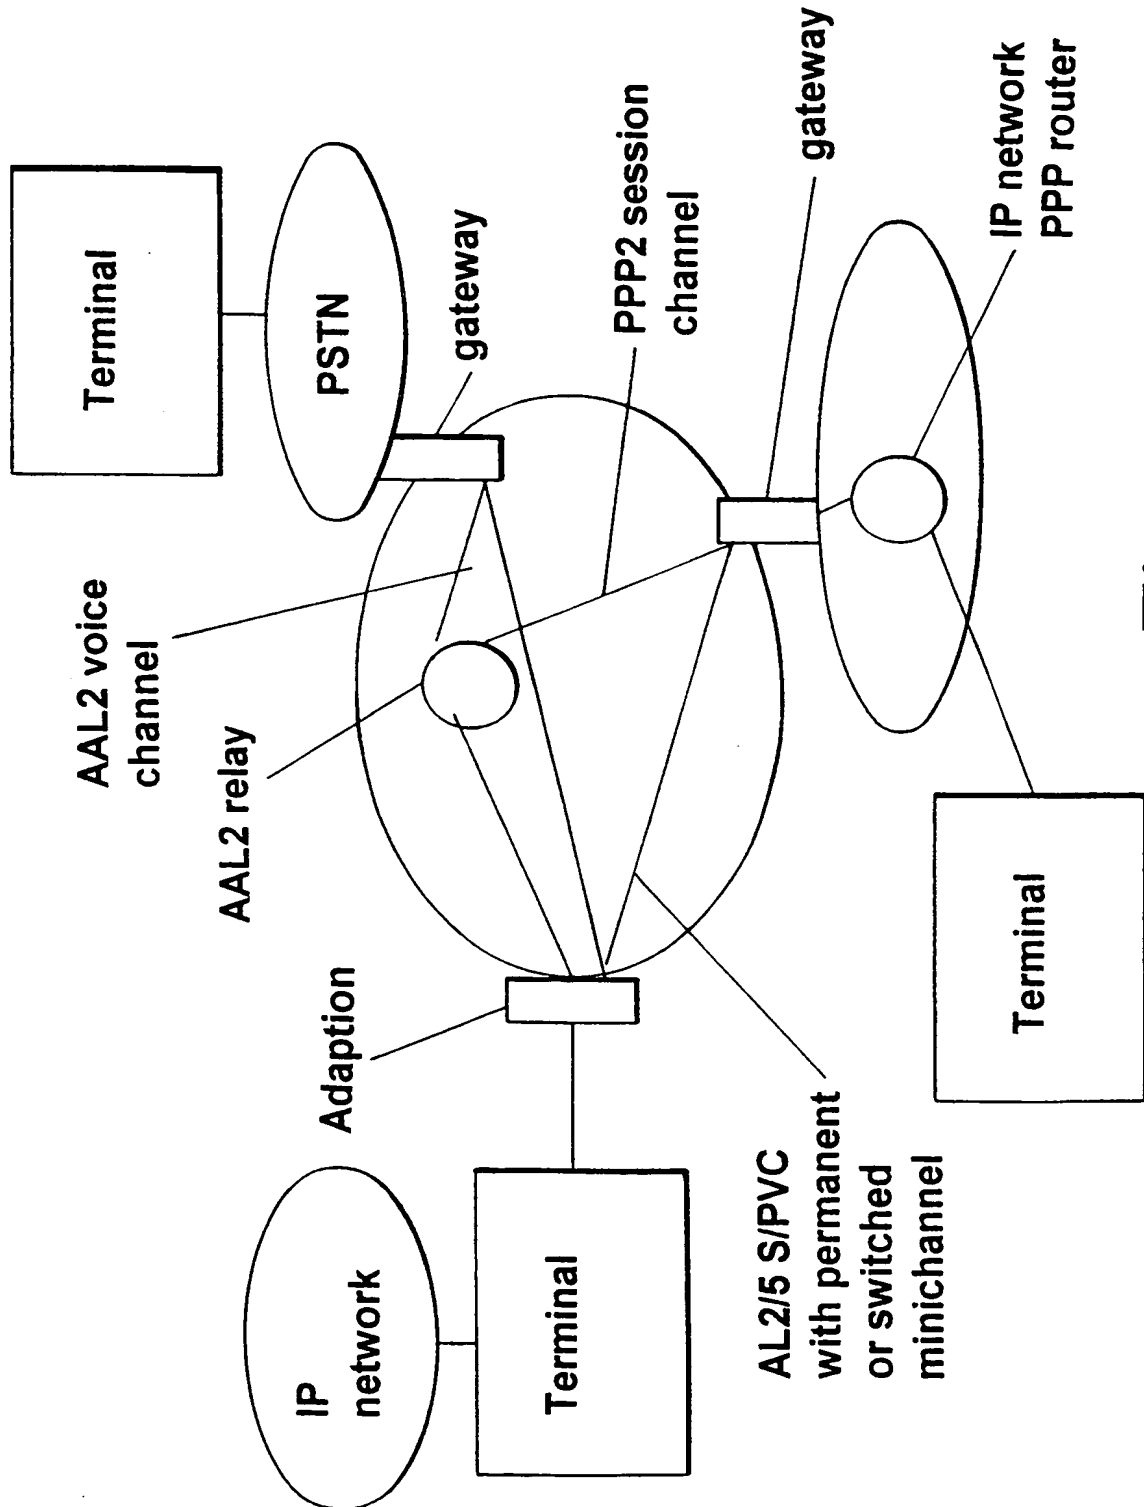 Terminal
PSTN
gateway
AAL2 voice
channel
AAL2 relay
PPP2 session
channel
gateway
IP network
PPP router
Adaption
IP
network
Terminal
AL2/5 S/PVC
with permanent
or switched
minichannel
Terminal